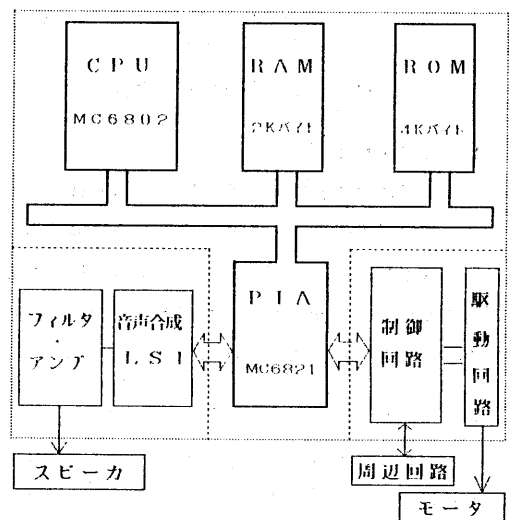 CPU
MC6802
RAM
2Kバイト
ROM
4Kバイト
フィルタ
・
アンプ
音声合成
LSI
PIA
MC6821
制御
回路
駆動回路
スピーカ
周辺回路
モータ